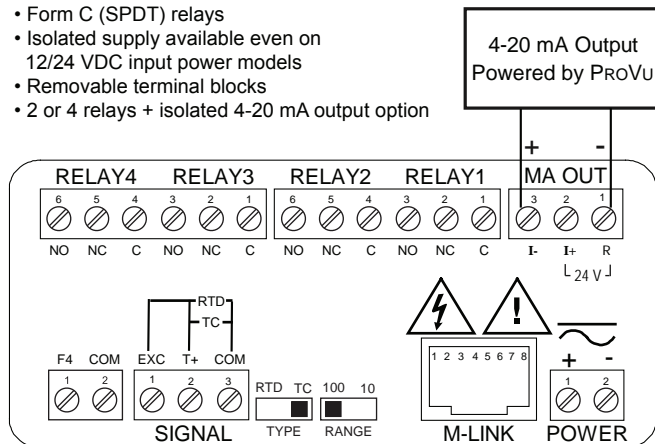 • Form C (SPDT) relays
• Isolated supply available even on
12/24 VDC input power models
• Removable terminal blocks
• 2 or 4 relays + isolated 4-20 mA output option
4-20 mA Output
Powered by PROVU
+ -
RELAY4 RELAY3 RELAY2 RELAY1 MA OUT
6 5 4 3 2 1 6 5 4 3 2 1 3 2 1
NO NC C NO NC C NO NC C NO NC C I- I+ R
24 V
RTD
TC
F4 COM EXC T+ COM
1 2 1 2 3
RTD TC 100 10
TYPE RANGE
SIGNAL
1 2 3 4 5 6 7 8
M-LINK
+ -
1 2
POWER